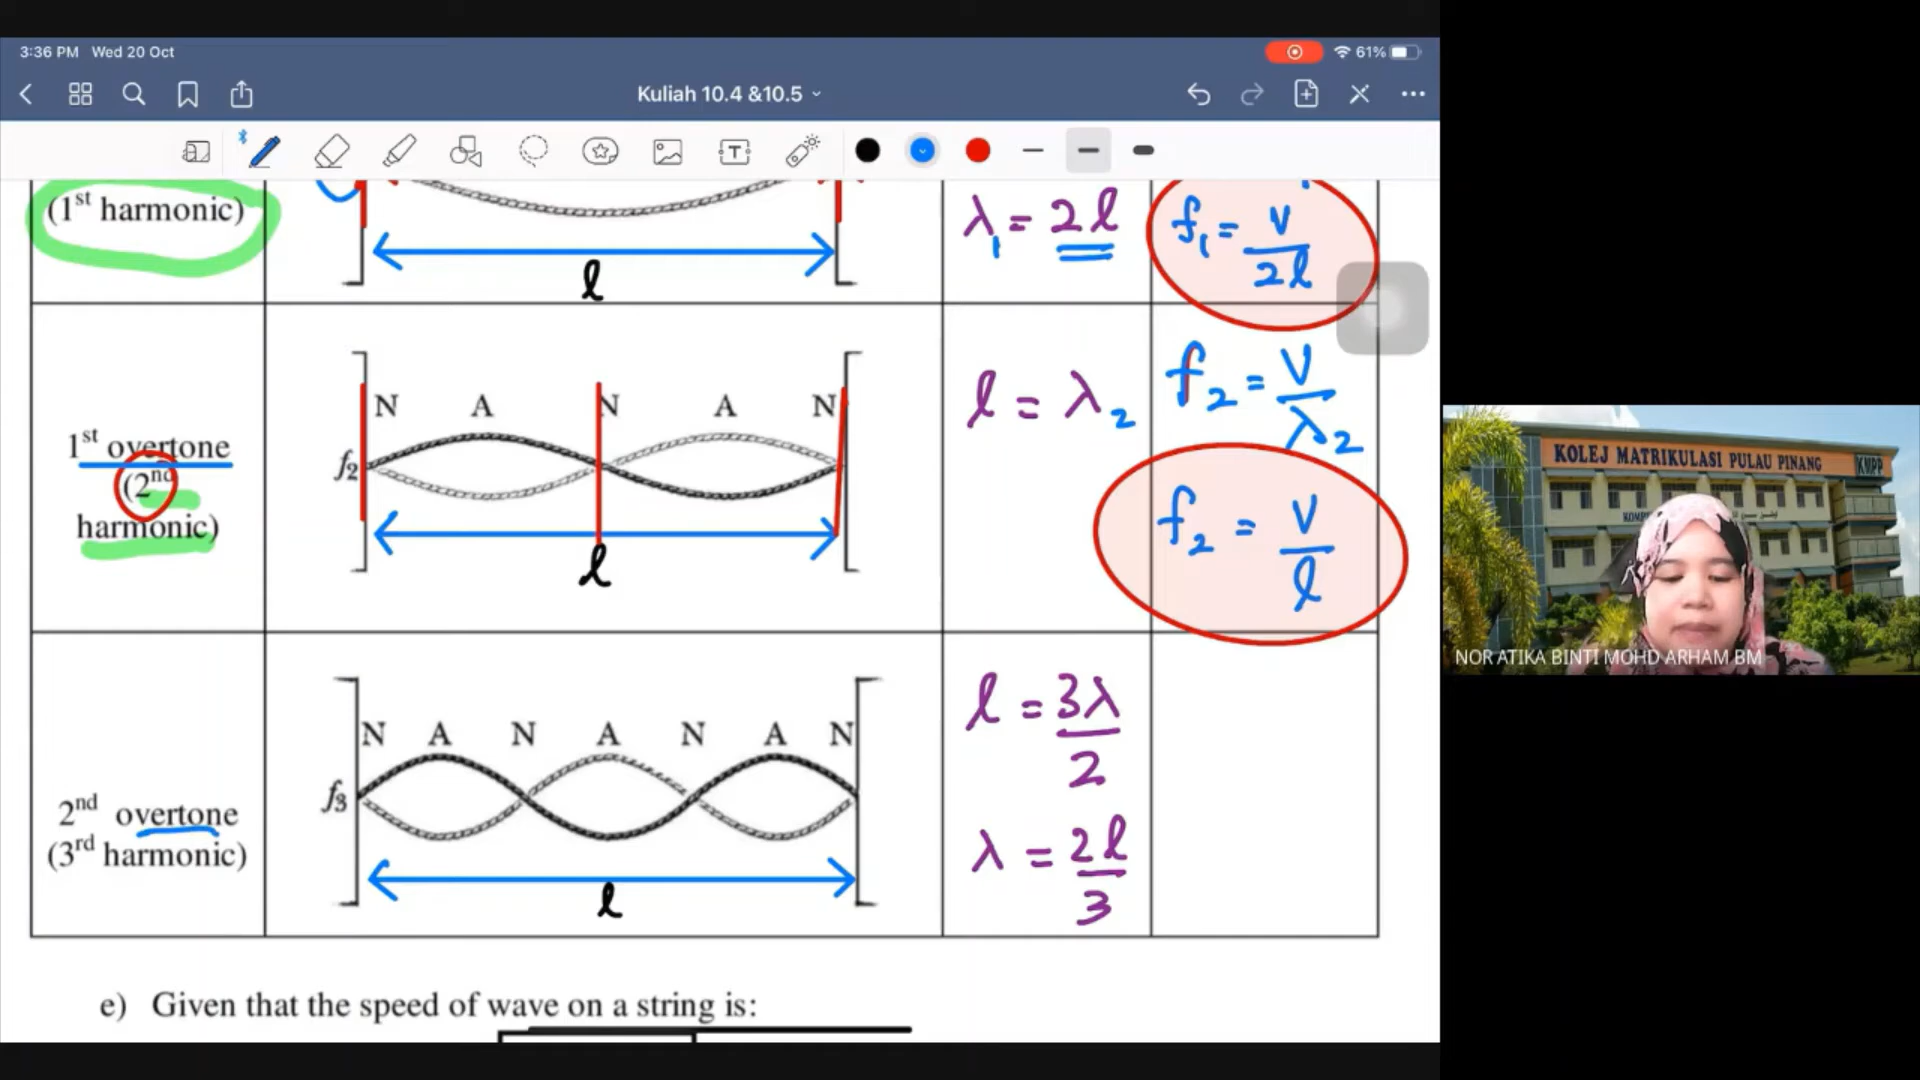 3:36 PM Wed 20 Oct
61%
Kuliah 10.4 &10.5
T
(1st harmonic)
l
λ1 = 2l
f1 = v/2l
1st overtone
(2nd
harmonic)
f2
N A N A N
l
l = λ2
f2 = v/λ2
f2 = v/l
2nd overtone
(3rd harmonic)
f3
N A N A N A N
l
l = 3λ/2
λ = 2l/3
e) Given that the speed of wave on a string is:
KOLEJ MATRIKULASI PULAU PINANG
KMPP
NOR ATIKA BINTI MOHD ARHAM BM